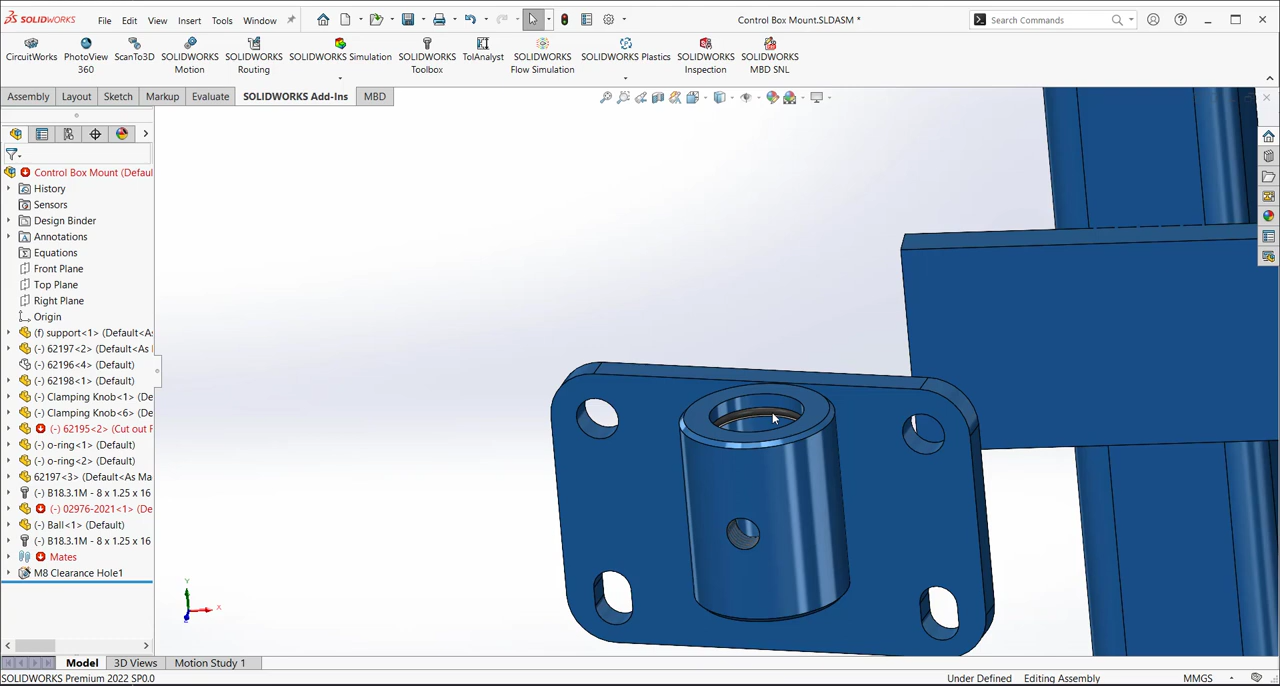 SOLIDWORKS File Edit View Insert Tools Window Control Box Mount.SLDASM * Search Commands
CircuitWorks
PhotoView 360
ScanTo3D
SOLIDWORKS Motion
SOLIDWORKS Routing
SOLIDWORKS Simulation
SOLIDWORKS Toolbox
TolAnalyst
SOLIDWORKS Flow Simulation
SOLIDWORKS Plastics
SOLIDWORKS Inspection
SOLIDWORKS MBD SNL
Assembly Layout Sketch Markup Evaluate SOLIDWORKS Add-Ins MBD
Control Box Mount (Defaul
History
Sensors
Design Binder
Annotations
Equations
Front Plane
Top Plane
Right Plane
Origin
(f) support<1> (Default<As
(-) 62197<2> (Default<As
(-) 62196<4> (Default)
(-) 62198<1> (Default)
(-) Clamping Knob<1> (Defa
(-) Clamping Knob<6> (Defa
(-) 62195<2> (Cut out
(-) o-ring<1> (Default)
(-) o-ring<2> (Default)
62197<3> (Default<As Ma
(-) B18.3.1M - 8 x 1.25 x 16
(-) 02976-2021<1> (De
(-) Ball<1> (Default)
(-) B18.3.1M - 8 x 1.25 x 16
Mates
M8 Clearance Hole1
Y
X
Z
Model 3D Views Motion Study 1
SOLIDWORKS Premium 2022 SP0.0 Under Defined Editing Assembly MMGS